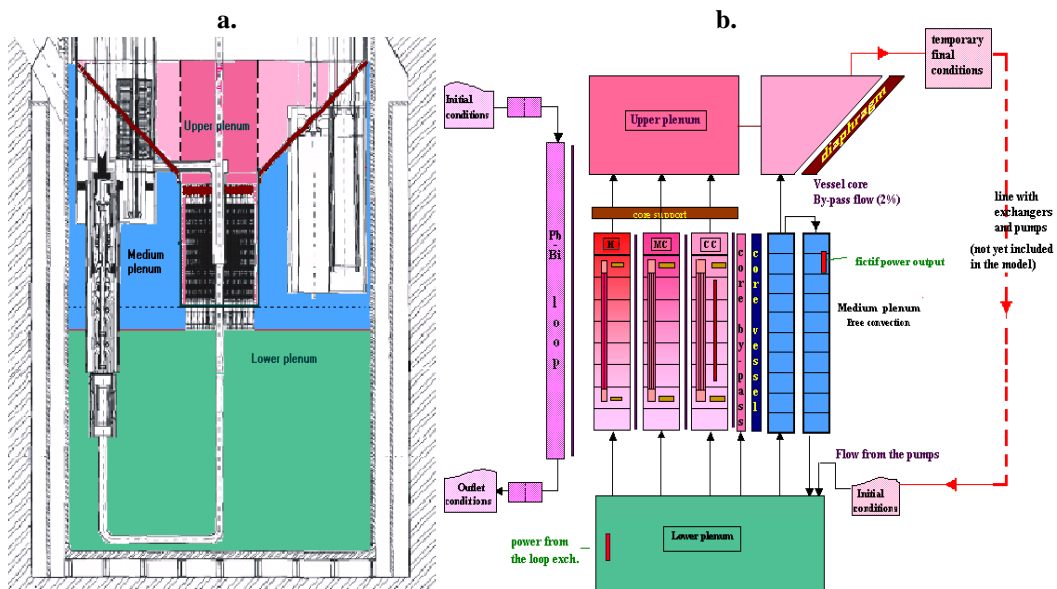 a.
b.
Upper plenum
Medium
plenum
Lower plenum
Initial
conditions
Pb-Bi loop
Outlet
conditions
Upper plenum
diaphragm
temporary
final
conditions
Vessel core
By-pass flow (2%)
core support
H
MC
CC
core by-pass
core vessel
fictif power output
Medium plenum
Free convection
line with
exchangers
and pumps
(not yet included
in the model)
Flow from the pumps
Initial
conditions
Lower plenum
power from
the loop exch.